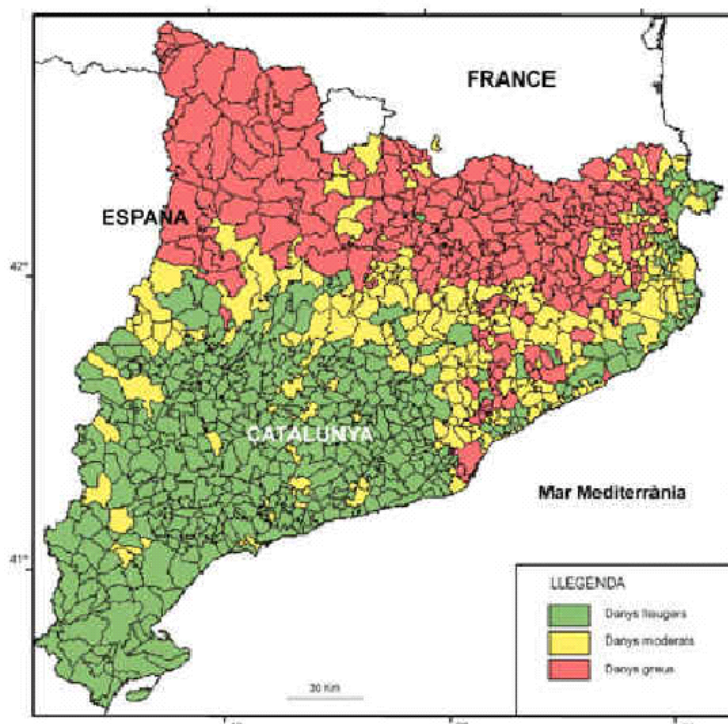 FRANCE
ESPAÑA
42°
CATALUNYA
Mar Mediterrània
41°
LLEGENDA
Danys lleugers
Danys moderats
Danys greus
30 Km